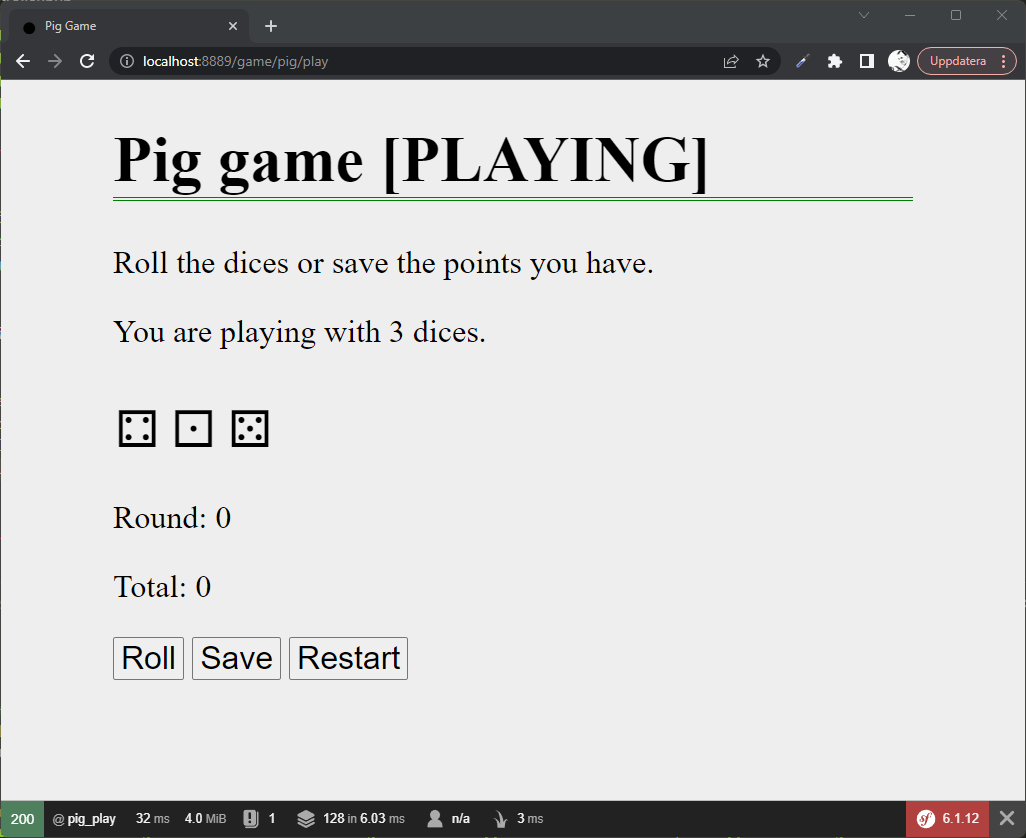 Pig Game
localhost:8889/game/pig/play
Uppdatera
Pig game [PLAYING]
Roll the dices or save the points you have.
You are playing with 3 dices.
⚃ ⚀ ⚄
Round: 0
Total: 0
Roll Save Restart
200 @ pig_play 32 ms 4.0 MiB 1 128 in 6.03 ms n/a 3 ms sf 6.1.12